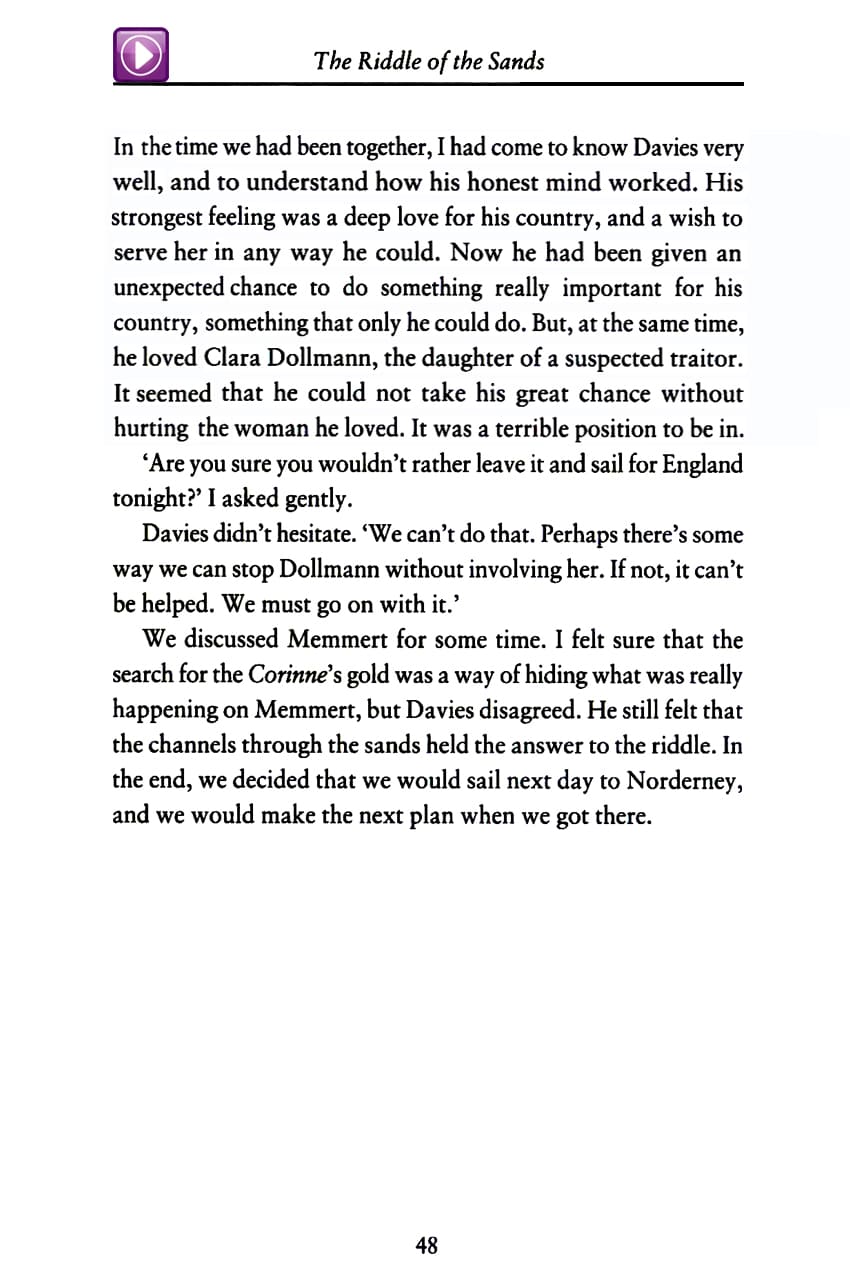 The Riddle of the Sands
In the time we had been together, I had come to know Davies very
well, and to understand how his honest mind worked. His
strongest feeling was a deep love for his country, and a wish to
serve her in any way he could. Now he had been given an
unexpected chance to do something really important for his
country, something that only he could do. But, at the same time,
he loved Clara Dollmann, the daughter of a suspected traitor.
It seemed that he could not take his great chance without
hurting the woman he loved. It was a terrible position to be in.
‘Are you sure you wouldn’t rather leave it and sail for England
tonight?’ I asked gently.
Davies didn’t hesitate. ‘We can’t do that. Perhaps there’s some
way we can stop Dollmann without involving her. If not, it can’t
be helped. We must go on with it.’
We discussed Memmert for some time. I felt sure that the
search for the Corinne’s gold was a way of hiding what was really
happening on Memmert, but Davies disagreed. He still felt that
the channels through the sands held the answer to the riddle. In
the end, we decided that we would sail next day to Norderney,
and we would make the next plan when we got there.
48